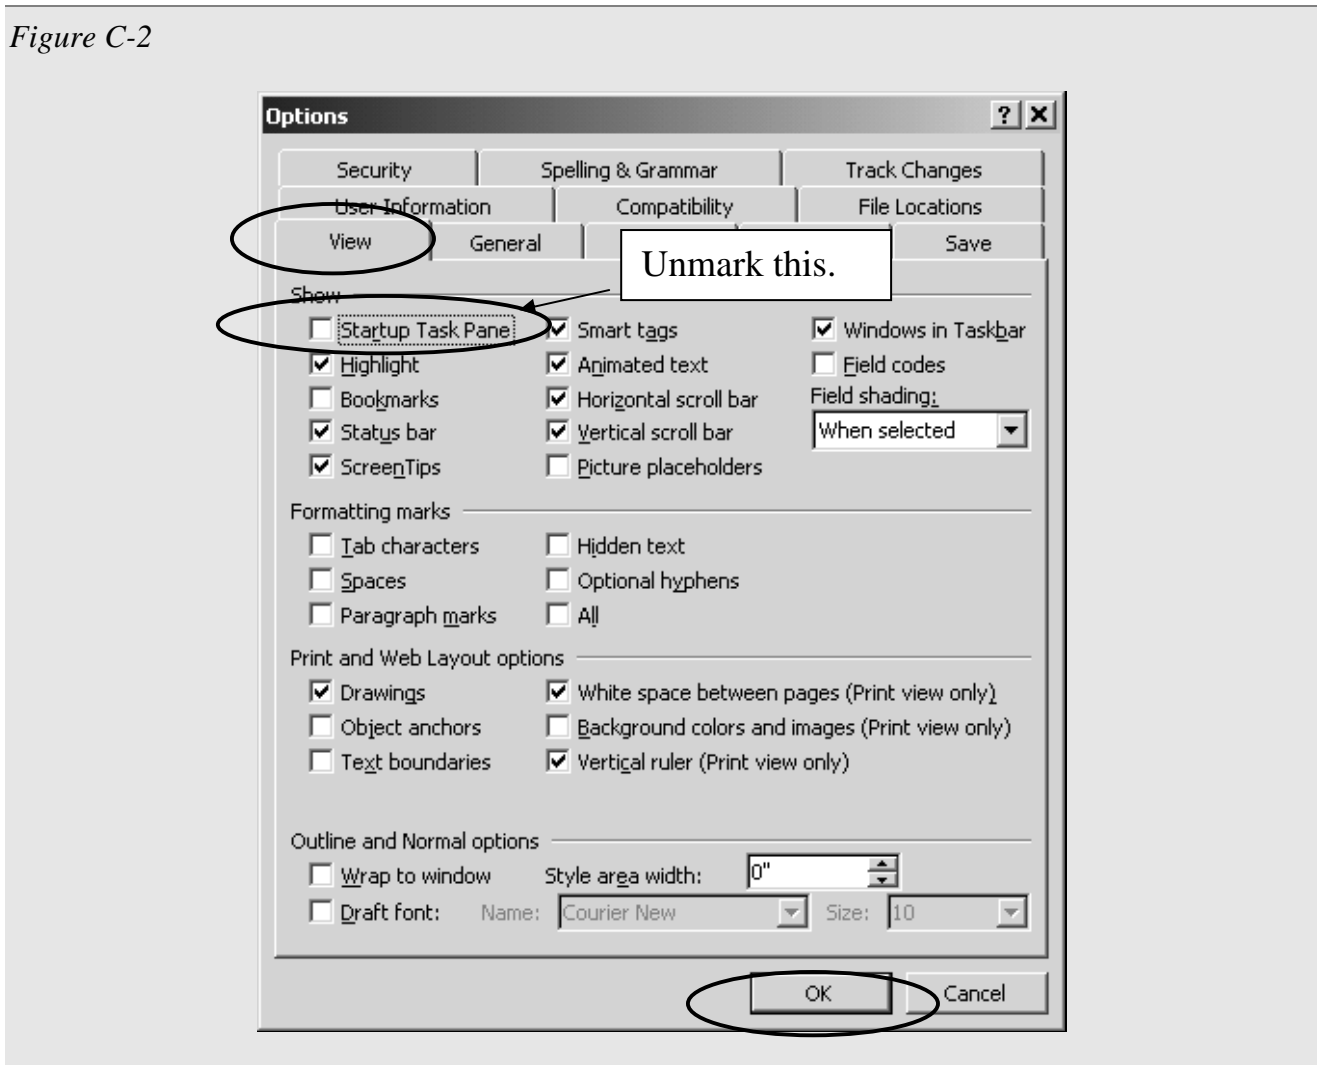 Figure C-2
Options
Security Spelling & Grammar Track Changes
User Information Compatibility File Locations
View General Save
Unmark this.
Show
Startup Task Pane Smart tags Windows in Taskbar
Highlight Animated text Field codes
Bookmarks Horizontal scroll bar Field shading:
Status bar Vertical scroll bar When selected
ScreenTips Picture placeholders
Formatting marks
Tab characters Hidden text
Spaces Optional hyphens
Paragraph marks All
Print and Web Layout options
Drawings White space between pages (Print view only)
Object anchors Background colors and images (Print view only)
Text boundaries Vertical ruler (Print view only)
Outline and Normal options
Wrap to window Style area width: 0"
Draft font: Name: Courier New Size: 10
OK Cancel